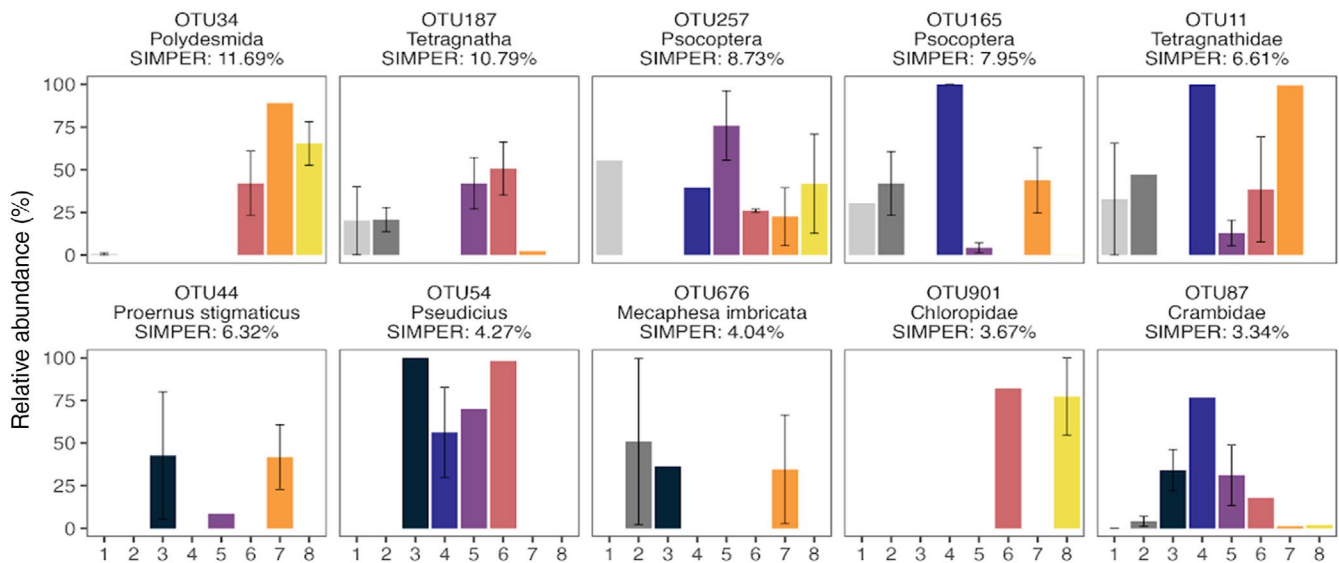 OTU34 OTU187 OTU257 OTU165 OTU11
Polydesmida Tetragnatha Psocoptera Psocoptera Tetragnathidae
SIMPER: 11.69% SIMPER: 10.79% SIMPER: 8.73% SIMPER: 7.95% SIMPER: 6.61%
100
75
50
25
0
Relative abundance (%)
OTU44 OTU54 OTU676 OTU901 OTU87
Proernus stigmaticus Pseudicius Mecaphesa imbricata Chloropidae Crambidae
SIMPER: 6.32% SIMPER: 4.27% SIMPER: 4.04% SIMPER: 3.67% SIMPER: 3.34%
100
75
50
25
0
1 2 3 4 5 6 7 8 1 2 3 4 5 6 7 8 1 2 3 4 5 6 7 8 1 2 3 4 5 6 7 8 1 2 3 4 5 6 7 8